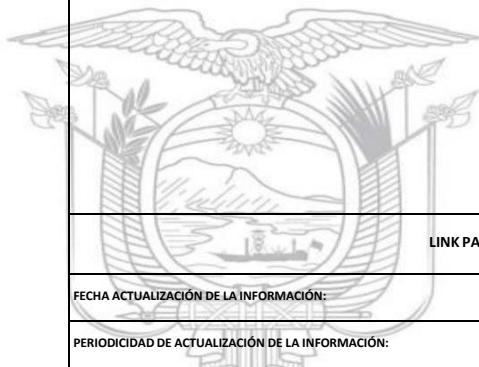 LINK PA
FECHA ACTUALIZACIÓN DE LA INFORMACIÓN:
PERIODICIDAD DE ACTUALIZACIÓN DE LA INFORMACIÓN: